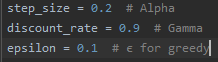 step_size = 0.2  # Alpha
discount_rate = 0.9  # Gamma
epsilon = 0.1  # ϵ for greedy